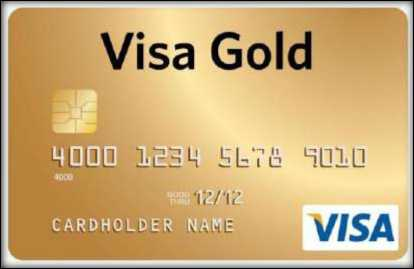 Visa Gold
4000 1234 5678 9010
4000
GOOD THRU 12/12
CARDHOLDER NAME
VISA